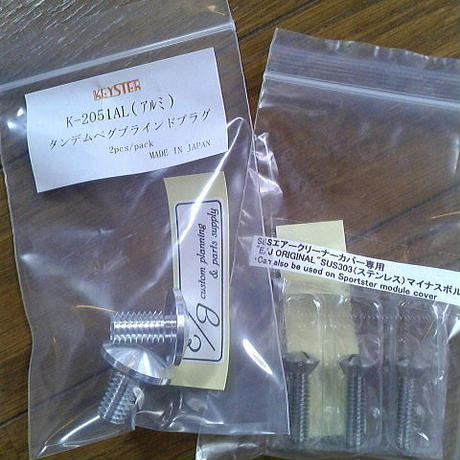 KEYSTER
K-2051AL(アルミ)
タンデムペグブラインドプラグ
2pcs/pack
MADE IN JAPAN
custom planning
& parts supply
S&Sエアークリーナーカバー専用
ORIGINAL"SUS303(ステンレス)マイナスボル
Can also be used on Sportster module cover